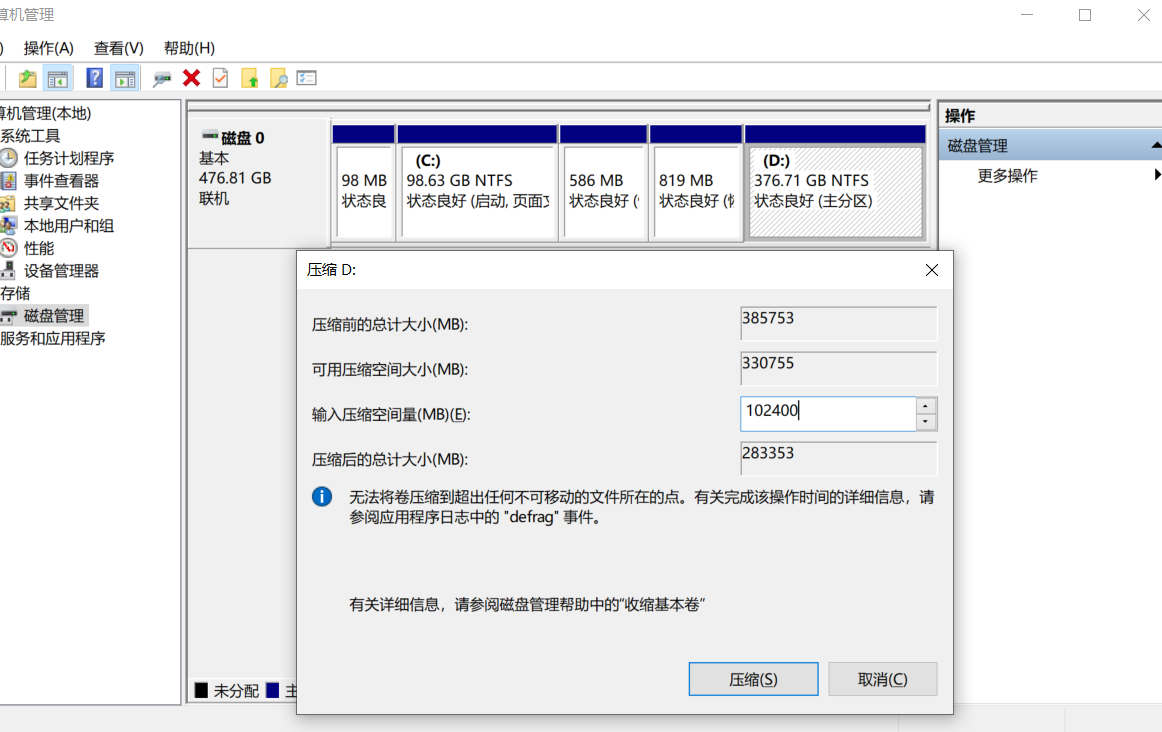 算机管理
操作(A) 查看(V) 帮助(H)
算机管理(本地)
系统工具
任务计划程序
事件查看器
共享文件夹
本地用户和组
性能
设备管理器
存储
磁盘管理
服务和应用程序
磁盘 0
基本
476.81 GB
联机
98 MB
状态良
(C:)
98.63 GB NTFS
状态良好 (启动, 页面文
586 MB
状态良好 (
819 MB
状态良好 (恢
(D:)
376.71 GB NTFS
状态良好 (主分区)
操作
磁盘管理
更多操作
压缩 D:
压缩前的总计大小(MB): 385753
可用压缩空间大小(MB): 330755
输入压缩空间量(MB)(E): 102400
压缩后的总计大小(MB): 283353
无法将卷压缩到超出任何不可移动的文件所在的点。有关完成该操作时间的详细信息，请
参阅应用程序日志中的 "defrag" 事件。
有关详细信息，请参阅磁盘管理帮助中的"收缩基本卷"
压缩(S) 取消(C)
未分配 主